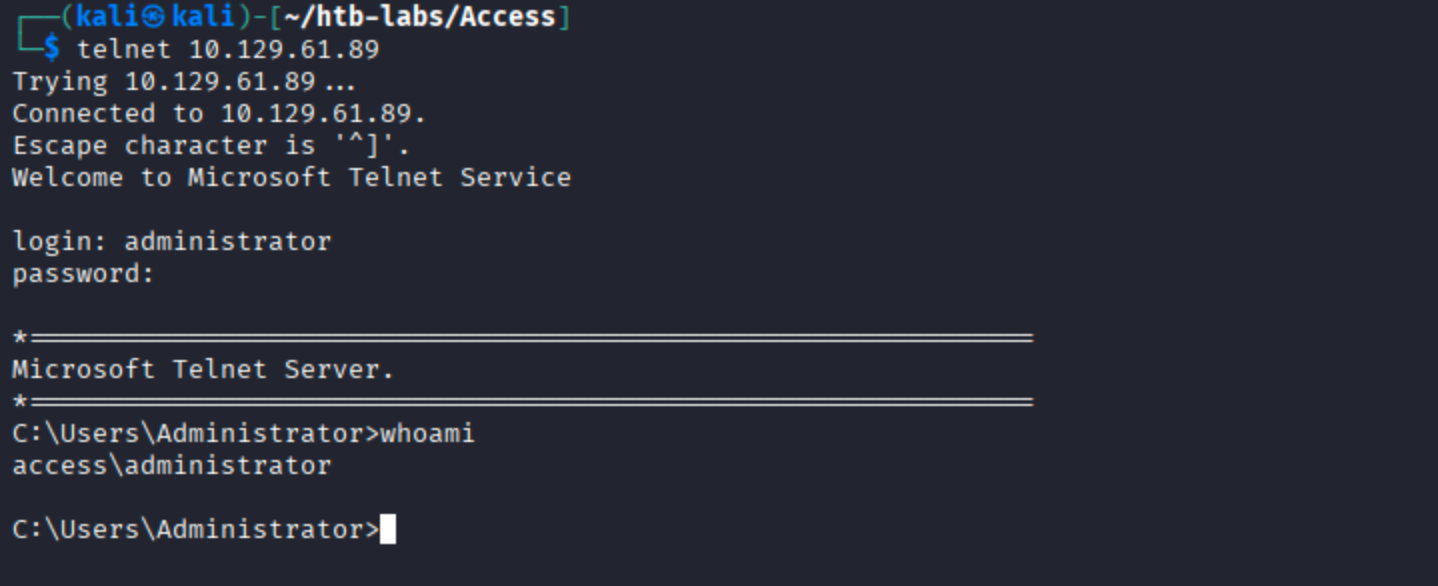 ┌──(kali㉿kali)-[~/htb-labs/Access]
└─$ telnet 10.129.61.89
Trying 10.129.61.89...
Connected to 10.129.61.89.
Escape character is '^]'.
Welcome to Microsoft Telnet Service
login: administrator
password:
*===============================================================
Microsoft Telnet Server.
*===============================================================
C:\Users\Administrator>whoami
access\administrator
C:\Users\Administrator>